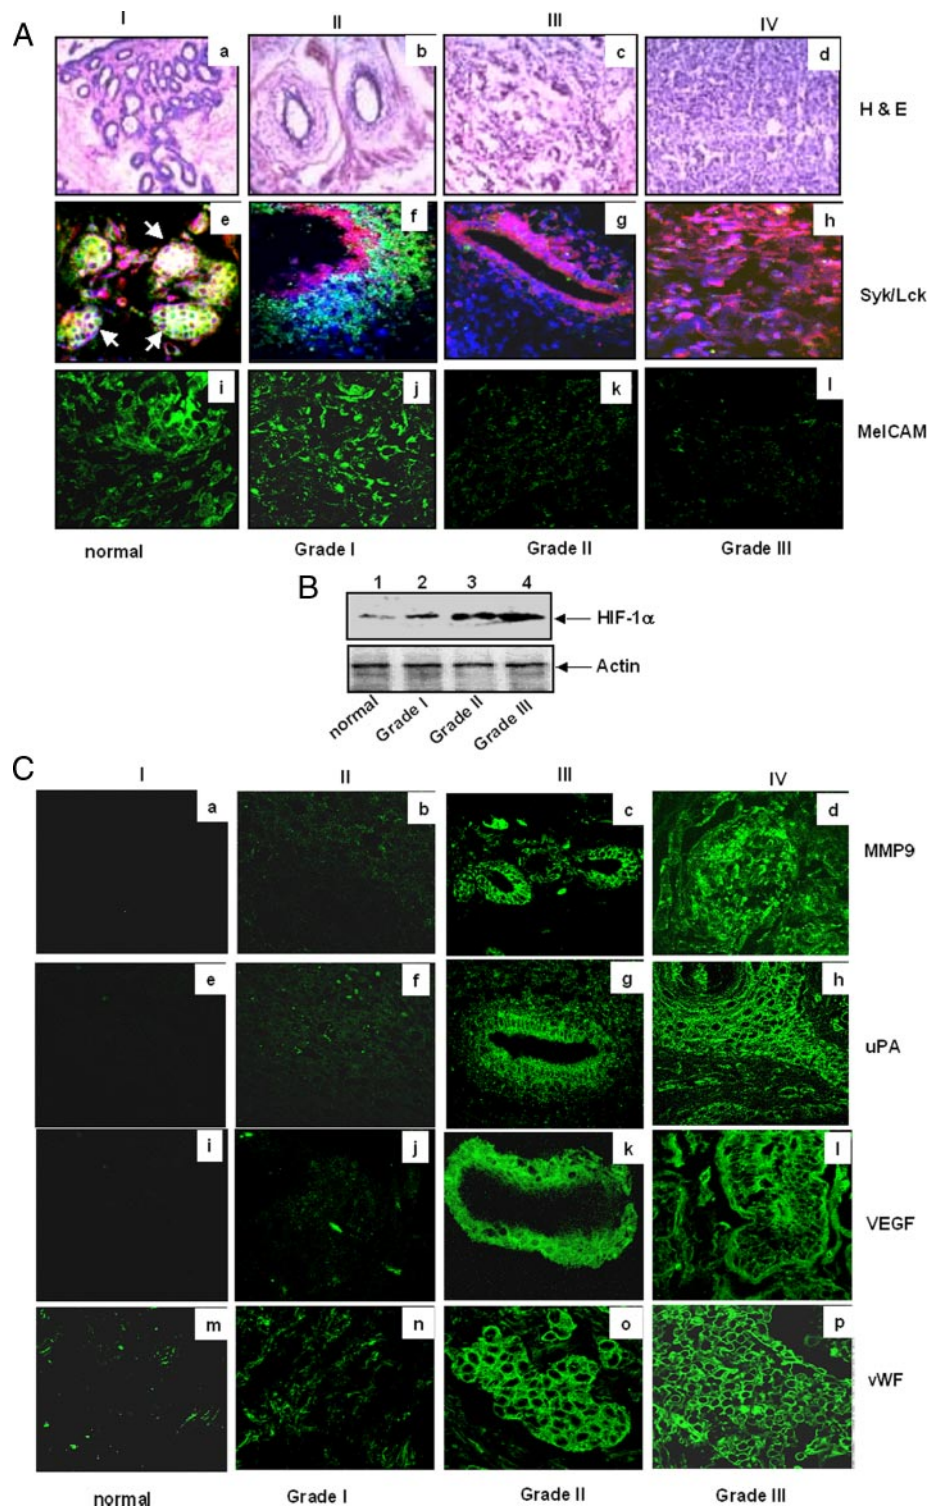 A
I II III IV
a b c d
H & E
e f g h
Syk/Lck
i j k l
MelCAM
normal Grade I Grade II Grade III
B
1 2 3 4
HIF-1α
Actin
normal Grade I Grade II Grade III
C
I II III IV
a b c d
MMP9
e f g h
uPA
i j k l
VEGF
m n o p
vWF
normal Grade I Grade II Grade III